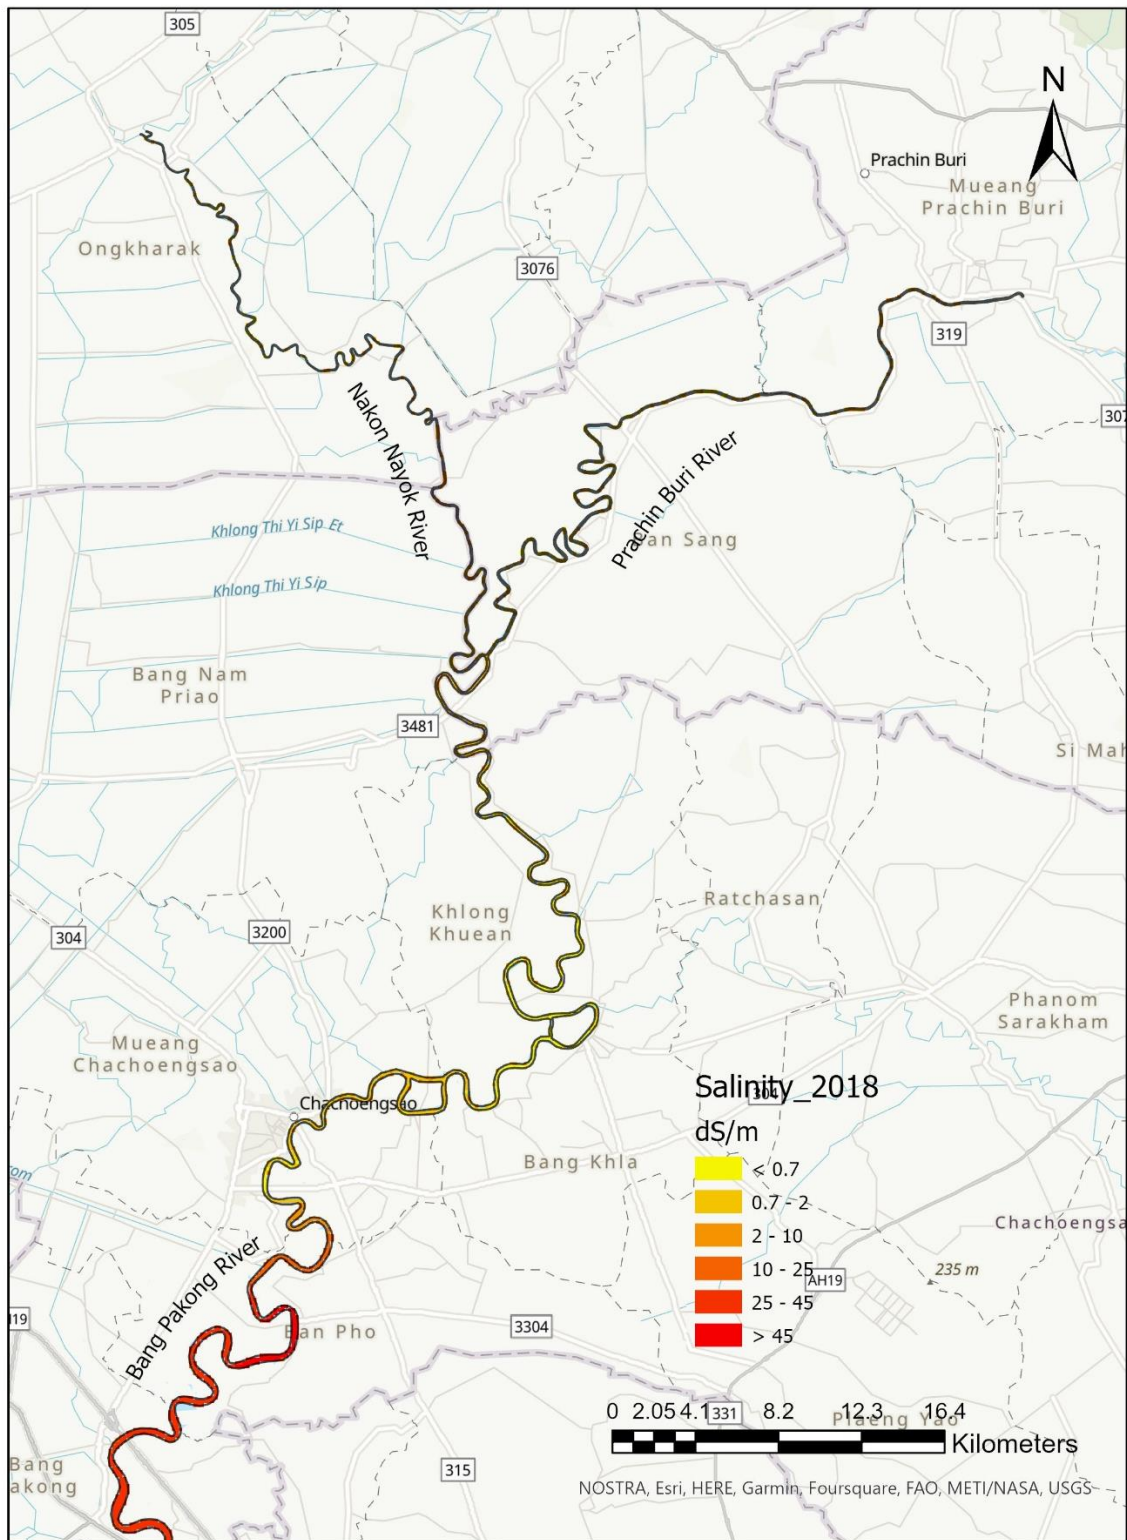 305
N
Prachin Buri
Mueang
Prachin Buri
Ongkharak
3076
319
Nakon Nayok River
Prachin Buri River
Khlong Thi Yi Sip Et
Khlong Thi Yi Sip
an Sang
Bang Nam
Priao
3481
Si Mah
Khlong
Khuean
Ratchasan
304
3200
Phanom
Sarakham
Mueang
Chachoengsao
Chachoengsao
Salinity_2018
304
dS/m
< 0.7
0.7 - 2
2 - 10
10 - 25
25 - 45
> 45
Bang Khla
Chachoengsa
Bang Pakong River
235 m
AH19
Ban Pho
3304
0 2.05 4.1 8.2 12.3 16.4
Kilometers
331
Plaeng Yao
315
Bang
akong
NOSTRA, Esri, HERE, Garmin, Foursquare, FAO, METI/NASA, USGS